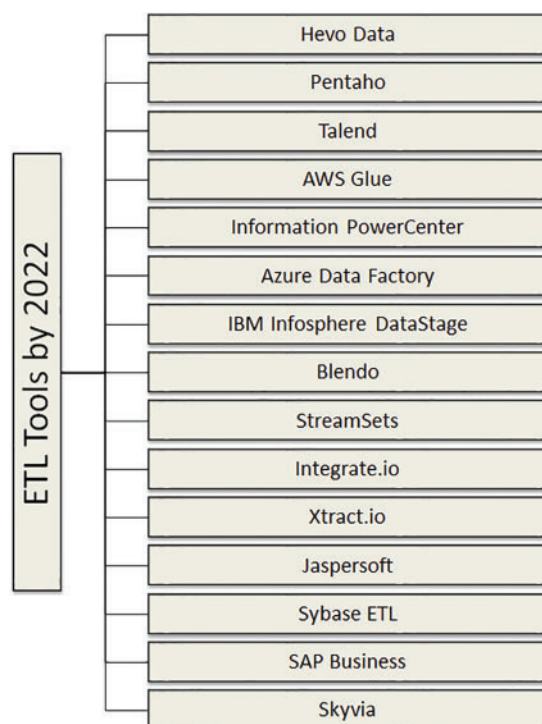 ETL Tools by 2022
Hevo Data
Pentaho
Talend
AWS Glue
Information PowerCenter
Azure Data Factory
IBM Infosphere DataStage
Blendo
StreamSets
Integrate.io
Xtract.io
Jaspersoft
Sybase ETL
SAP Business
Skyvia